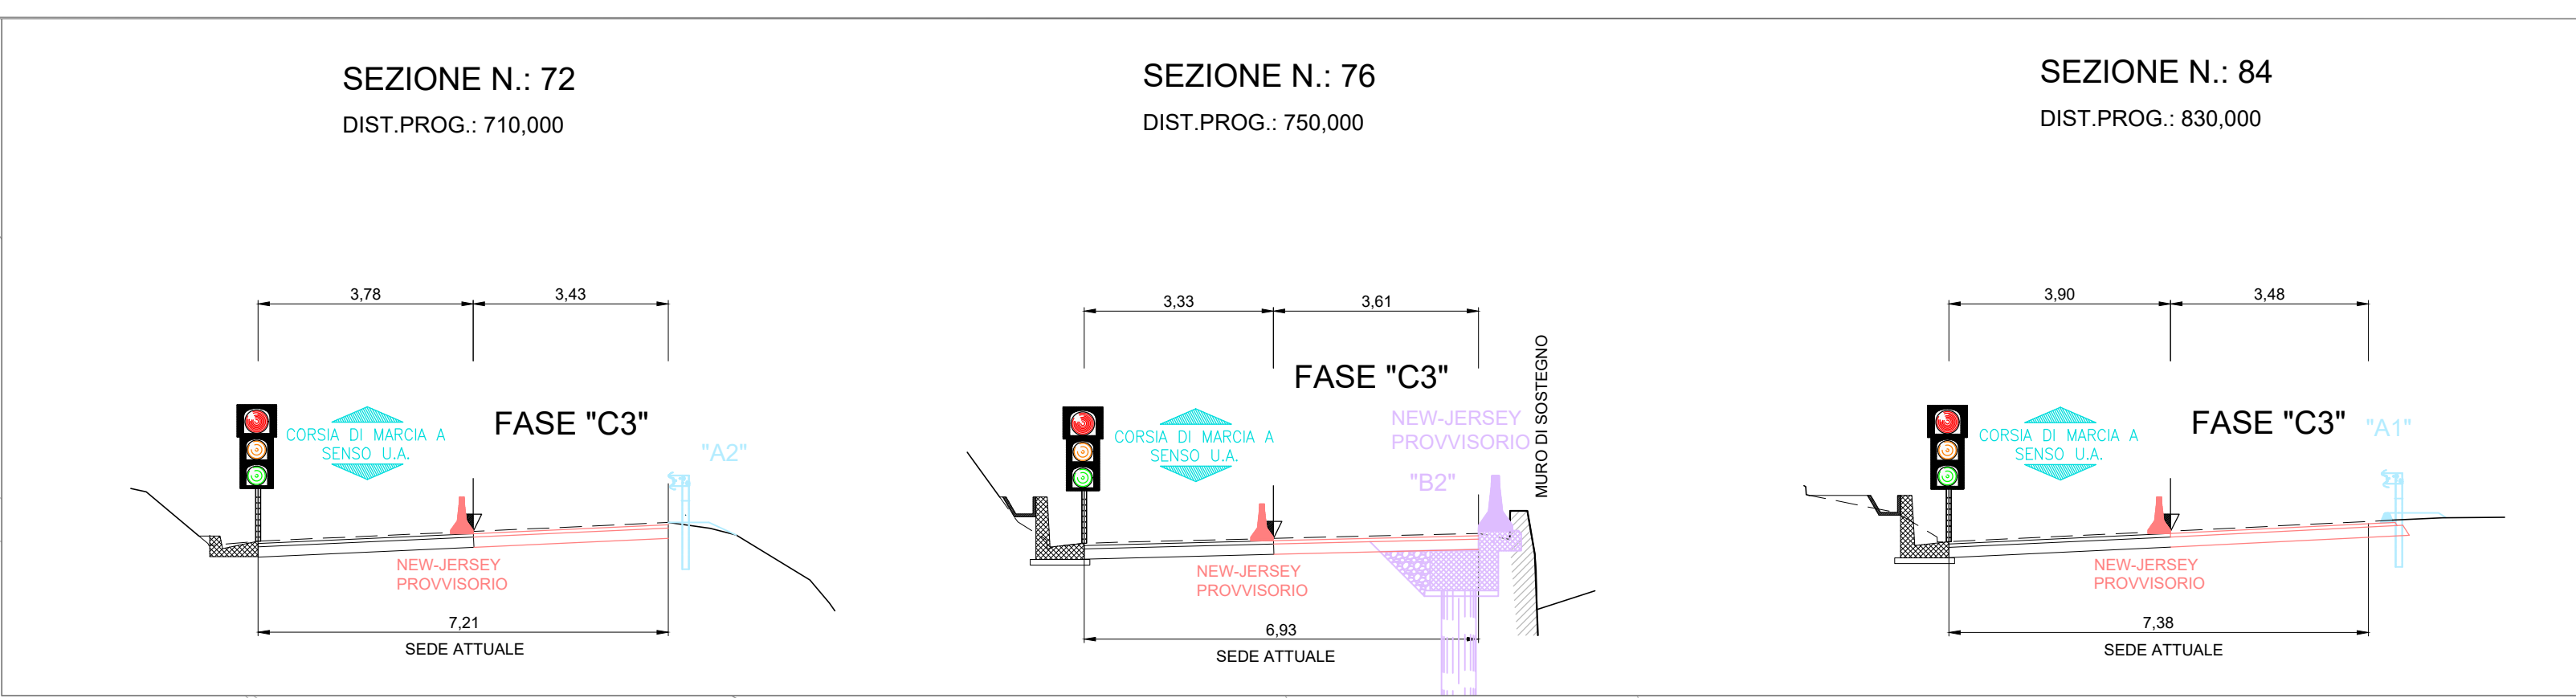 SEZIONE N.: 72
DIST.PROG.: 710,000
3,78
3,43
FASE "C3"
CORSIA DI MARCIA A
SENSO U.A.
"A2"
NEW-JERSEY
PROVVISORIO
7,21
SEDE ATTUALE
SEZIONE N.: 76
DIST.PROG.: 750,000
3,33
3,61
FASE "C3"
MURO DI SOSTEGNO
NEW-JERSEY
PROVVISORIO
CORSIA DI MARCIA A
SENSO U.A.
"B2"
NEW-JERSEY
PROVVISORIO
6,93
SEDE ATTUALE
SEZIONE N.: 84
DIST.PROG.: 830,000
3,90
3,48
FASE "C3"
"A1"
CORSIA DI MARCIA A
SENSO U.A.
NEW-JERSEY
PROVVISORIO
7,38
SEDE ATTUALE